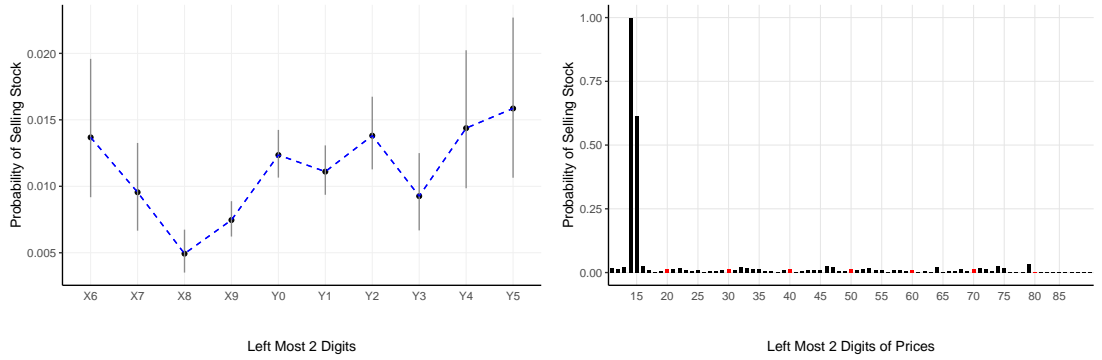 Probability of Selling Stock
0.020
0.015
0.010
0.005
X6 X7 X8 X9 Y0 Y1 Y2 Y3 Y4 Y5
Left Most 2 Digits
Probability of Selling Stock
1.00
0.75
0.50
0.25
0.00
15 20 25 30 35 40 45 50 55 60 65 70 75 80 85
Left Most 2 Digits of Prices